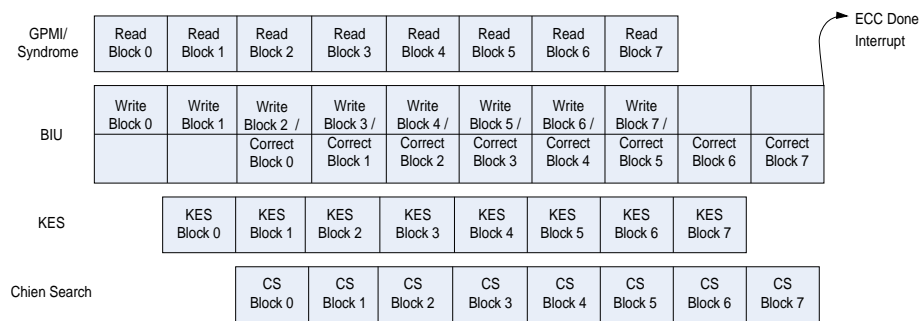 GPMI/
Syndrome
Read
Block 0
Read
Block 1
Read
Block 2
Read
Block 3
Read
Block 4
Read
Block 5
Read
Block 6
Read
Block 7
ECC Done
Interrupt
BIU
Write
Block 0
Write
Block 1
Write
Block 2 /
Write
Block 3 /
Write
Block 4 /
Write
Block 5 /
Write
Block 6 /
Write
Block 7 /
Correct
Block 0
Correct
Block 1
Correct
Block 2
Correct
Block 3
Correct
Block 4
Correct
Block 5
Correct
Block 6
Correct
Block 7
KES
KES
Block 0
KES
Block 1
KES
Block 2
KES
Block 3
KES
Block 4
KES
Block 5
KES
Block 6
KES
Block 7
Chien Search
CS
Block 0
CS
Block 1
CS
Block 2
CS
Block 3
CS
Block 4
CS
Block 5
CS
Block 6
CS
Block 7